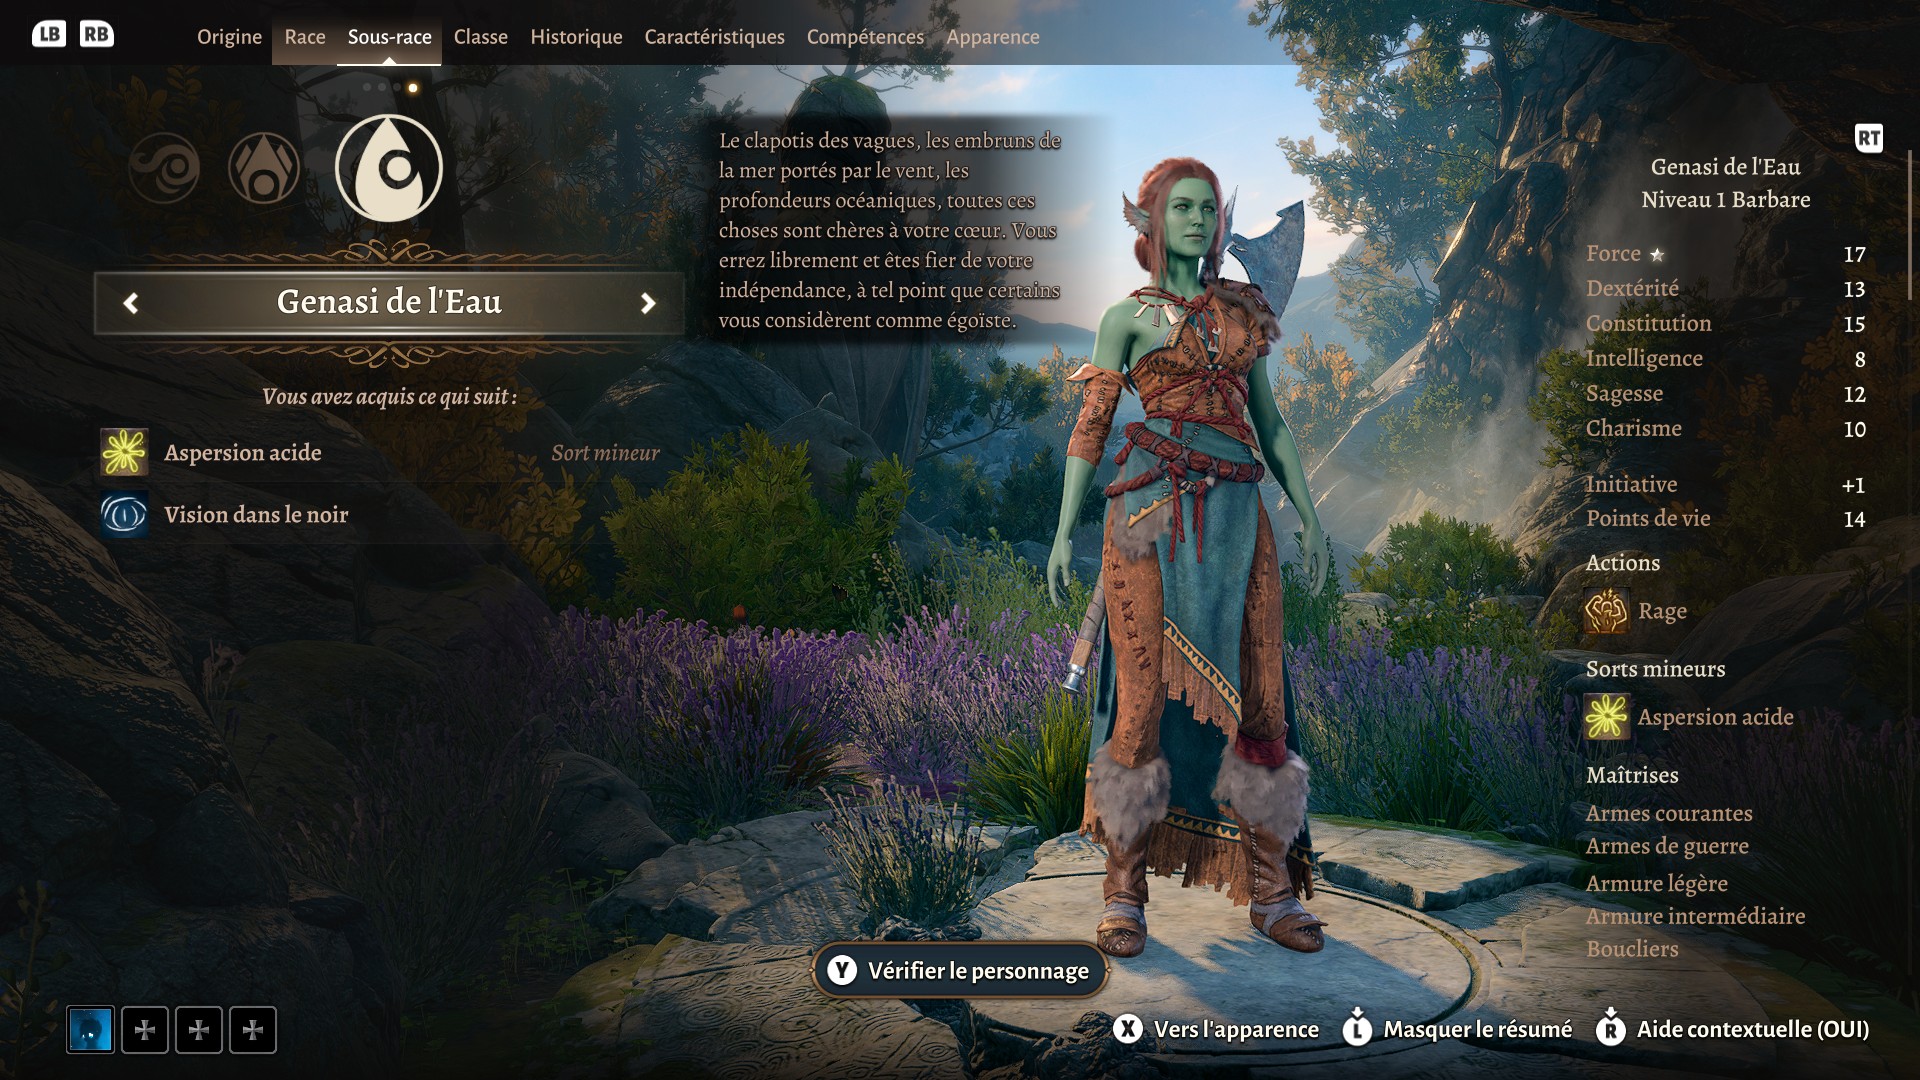 LB RB Origine Race Sous-race Classe Historique Caractéristiques Compétences Apparence
RT
Genasi de l'Eau
Vous avez acquis ce qui suit :
Aspersion acide Sort mineur
Vision dans le noir
Le clapotis des vagues, les embruns de
la mer portés par le vent, les
profondeurs océaniques, toutes ces
choses sont chères à votre cœur. Vous
errez librement et êtes fier de votre
indépendance, à tel point que certains
vous considèrent comme égoïste.
Genasi de l'Eau
Niveau 1 Barbare
Force 17
Dextérité 13
Constitution 15
Intelligence 8
Sagesse 12
Charisme 10
Initiative +1
Points de vie 14
Actions
Rage
Sorts mineurs
Aspersion acide
Maîtrises
Armes courantes
Armes de guerre
Armure légère
Armure intermédiaire
Boucliers
Y Vérifier le personnage
X Vers l'apparence L Masquer le résumé R Aide contextuelle (OUI)